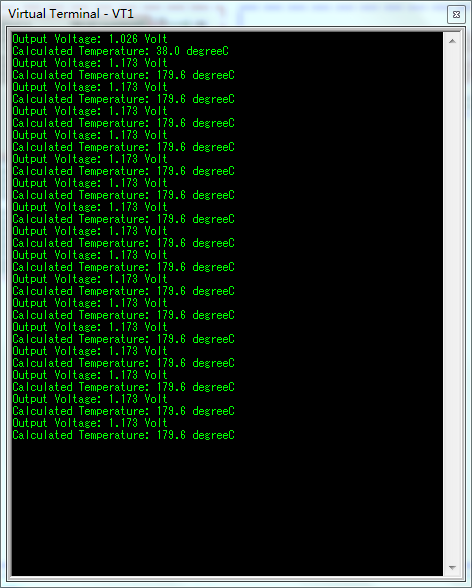 Virtual Terminal - VT1
Output Voltage: 1.026 Volt
Calculated Temperature: 38.0 degreeC
Output Voltage: 1.173 Volt
Calculated Temperature: 179.6 degreeC
Output Voltage: 1.173 Volt
Calculated Temperature: 179.6 degreeC
Output Voltage: 1.173 Volt
Calculated Temperature: 179.6 degreeC
Output Voltage: 1.173 Volt
Calculated Temperature: 179.6 degreeC
Output Voltage: 1.173 Volt
Calculated Temperature: 179.6 degreeC
Output Voltage: 1.173 Volt
Calculated Temperature: 179.6 degreeC
Output Voltage: 1.173 Volt
Calculated Temperature: 179.6 degreeC
Output Voltage: 1.173 Volt
Calculated Temperature: 179.6 degreeC
Output Voltage: 1.173 Volt
Calculated Temperature: 179.6 degreeC
Output Voltage: 1.173 Volt
Calculated Temperature: 179.6 degreeC
Output Voltage: 1.173 Volt
Calculated Temperature: 179.6 degreeC
Output Voltage: 1.173 Volt
Calculated Temperature: 179.6 degreeC
Output Voltage: 1.173 Volt
Calculated Temperature: 179.6 degreeC
Output Voltage: 1.173 Volt
Calculated Temperature: 179.6 degreeC
Output Voltage: 1.173 Volt
Calculated Temperature: 179.6 degreeC
Output Voltage: 1.173 Volt
Calculated Temperature: 179.6 degreeC